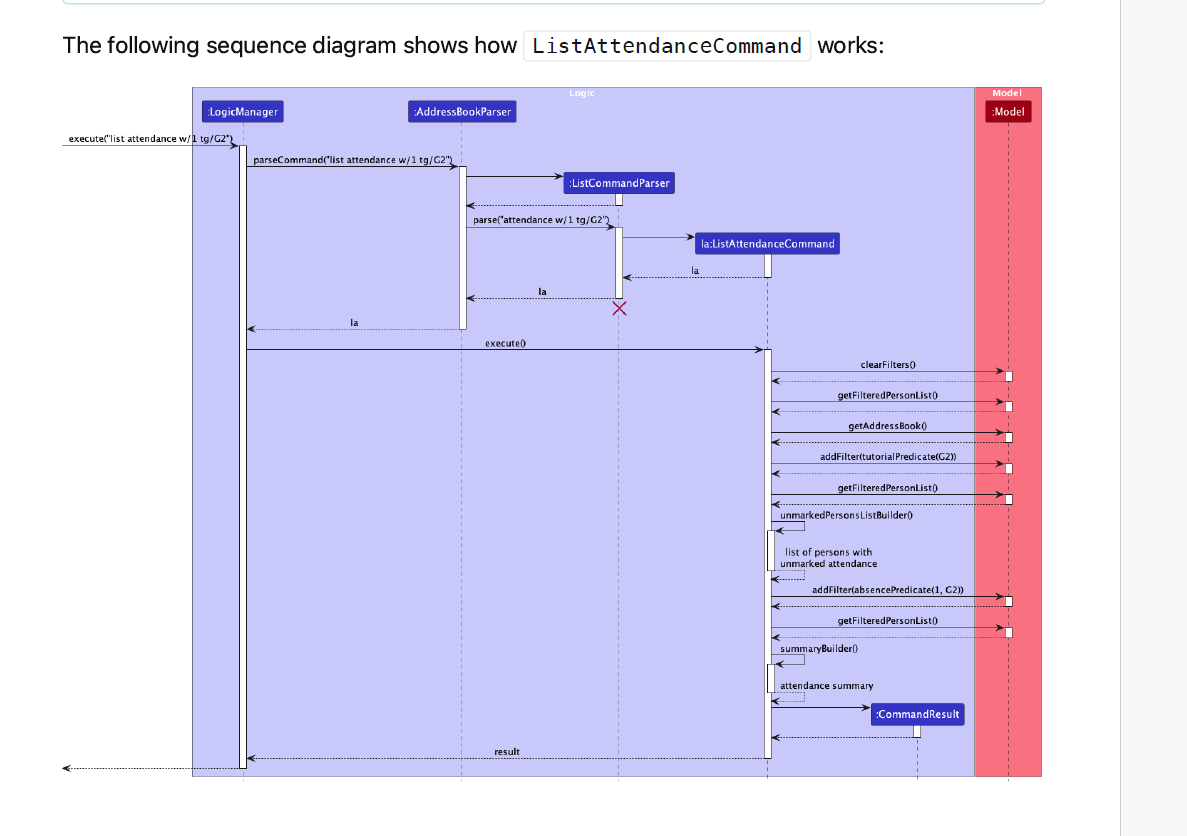 The following sequence diagram shows how ListAttendanceCommand works:
Logic
Model
:LogicManager
:AddressBookParser
:Model
execute("list attendance w/1 tg/G2")
parseCommand("list attendance w/1 tg/G2")
:ListCommandParser
parse("attendance w/1 tg/G2")
la:ListAttendanceCommand
la
la
la
execute()
clearFilters()
getFilteredPersonList()
getAddressBook()
addFilter(tutorialPredicate(G2))
getFilteredPersonList()
unmarkedPersonsListBuilder()
list of persons with
unmarked attendance
addFilter(absencePredicate(1, G2))
getFilteredPersonList()
summaryBuilder()
attendance summary
:CommandResult
result